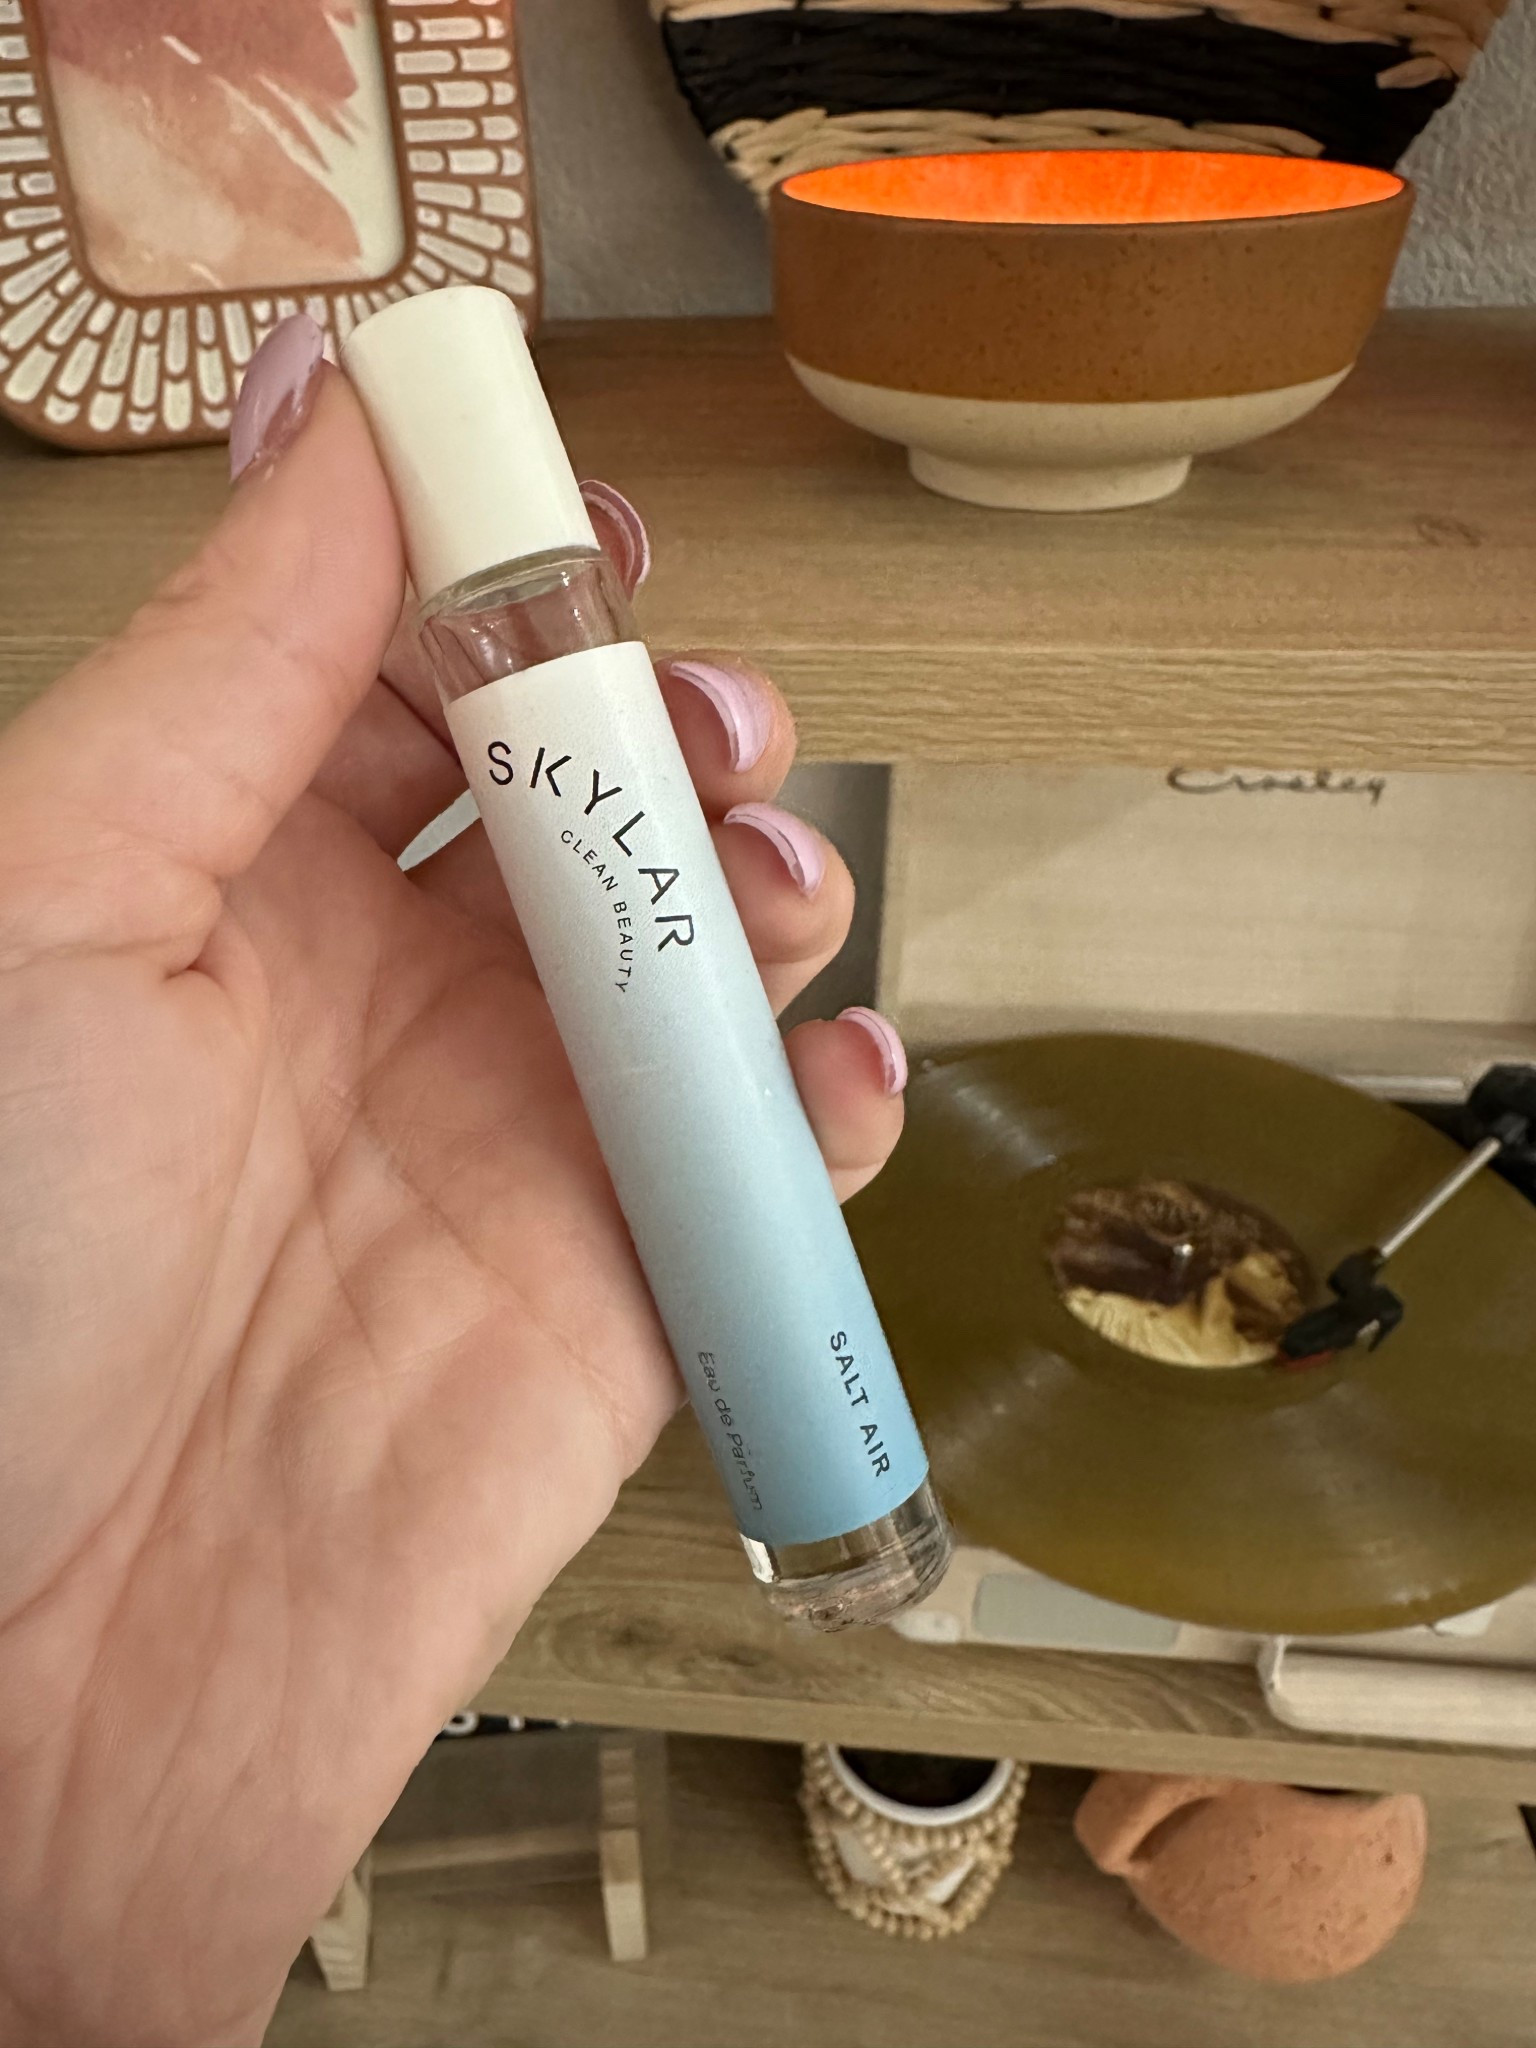 Crosley
SKYLAR
CLEAN BEAUTY
SALT AIR
Eau de Parfum